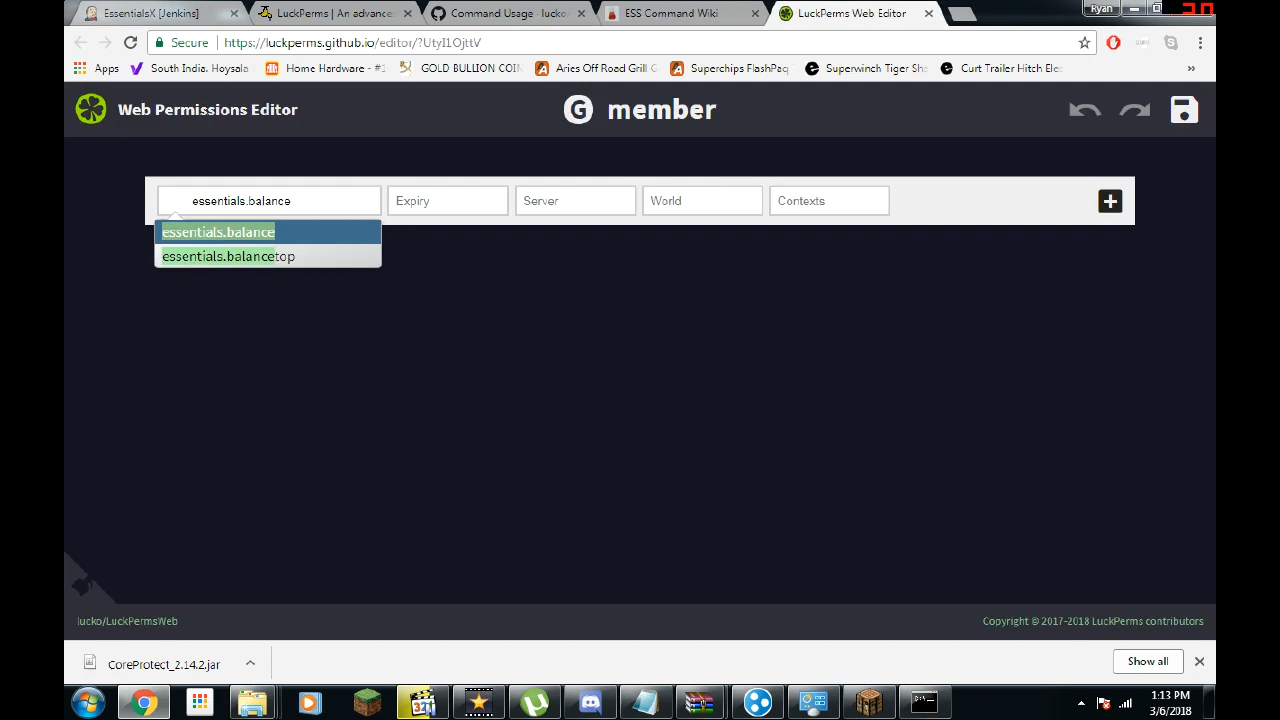 EssentialsX [Jenkins]
LuckPerms | An advance
Command Usage · lucko
ESS Command Wiki
LuckPerms Web Editor
Ryan
Secure
https://luckperms.github.io/editor/?UtyI1OjttV
Apps
South India. Hoysala
Home Hardware - #1
GOLD BULLION COIN
Aries Off Road Grill G
Superchips FlashPaq
Superwinch Tiger Sha
Curt Trailer Hitch Elec
»
Web Permissions Editor
G member
essentials.balance
Expiry
Server
World
Contexts
essentials.balance
essentials.balancetop
lucko/LuckPermsWeb
Copyright © 2017-2018 LuckPerms contributors
CoreProtect_2.14.2.jar
Show all
321
1:13 PM
3/6/2018